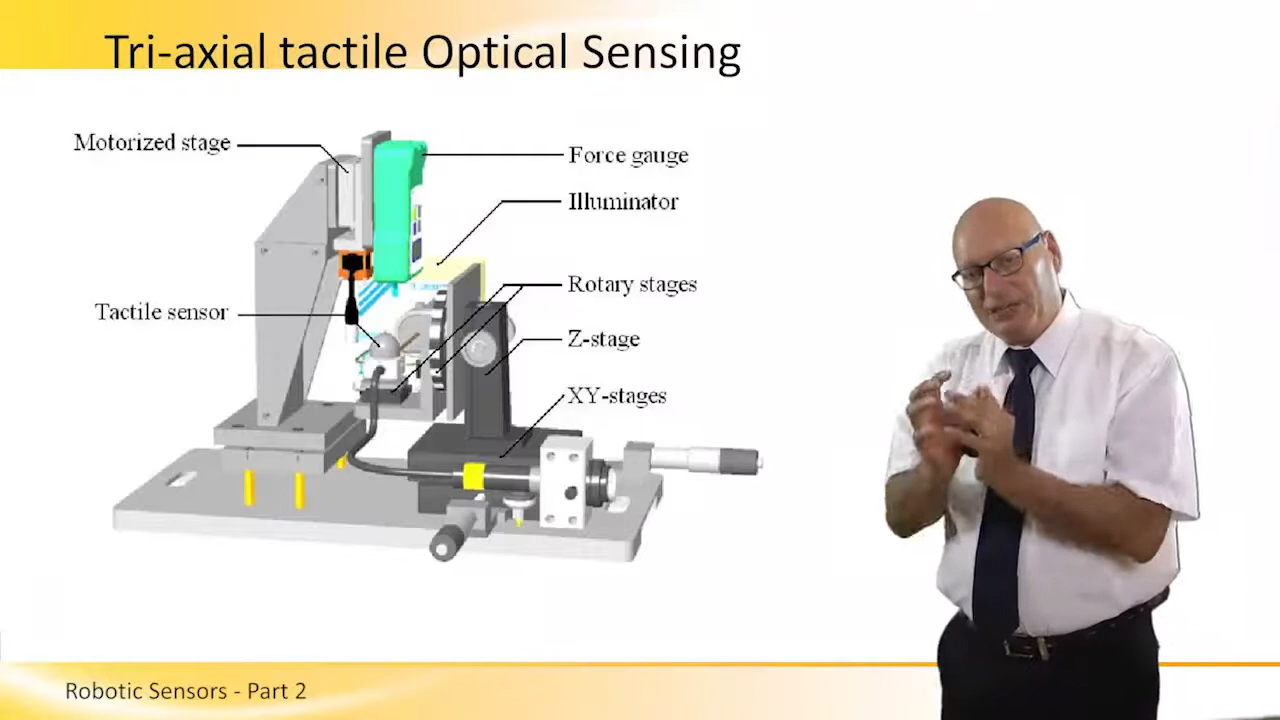 Tri-axial tactile Optical Sensing
Motorized stage
Force gauge
Illuminator
Rotary stages
Tactile sensor
Z-stage
XY-stages
Robotic Sensors - Part 2